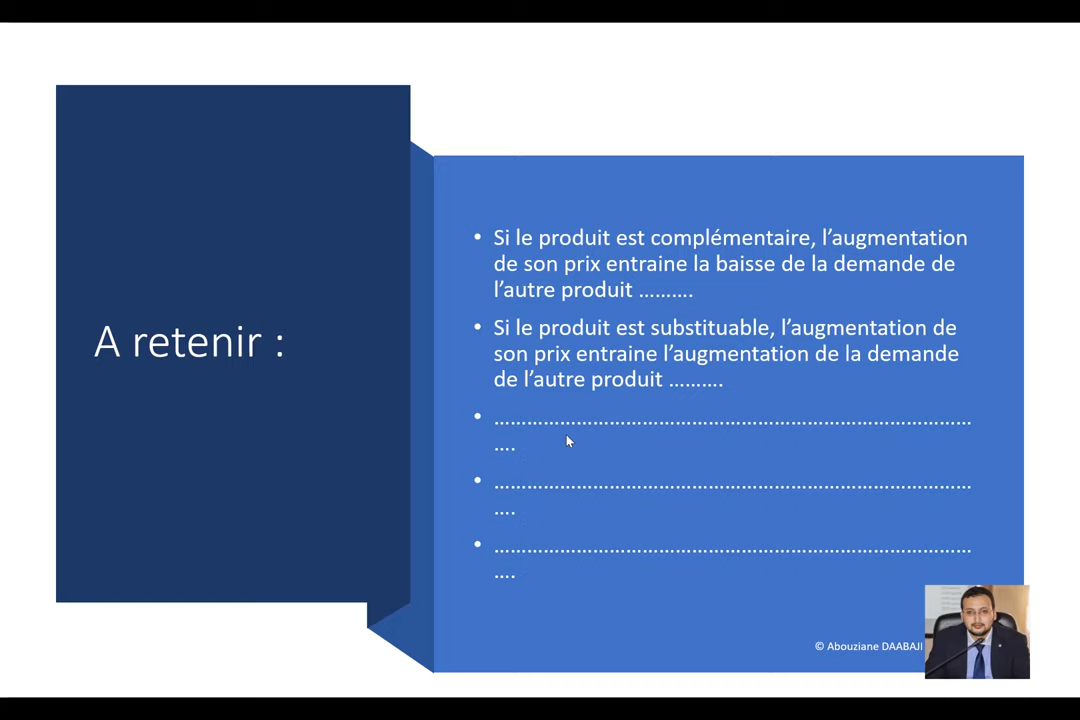 A retenir :
• Si le produit est complémentaire, l’augmentation
de son prix entraine la baisse de la demande de
l’autre produit ……….
• Si le produit est substituable, l’augmentation de
son prix entraine l’augmentation de la demande
de l’autre produit ……….
• ……………………………………………………………………………
….
• ……………………………………………………………………………
….
• ……………………………………………………………………………
….
© Abouziane DAABAJI